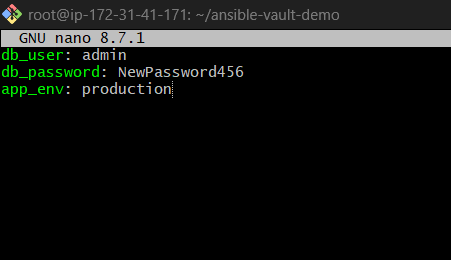 root@ip-172-31-41-171: ~/ansible-vault-demo
GNU nano 8.7.1
db_user: admin
db_password: NewPassword456
app_env: production